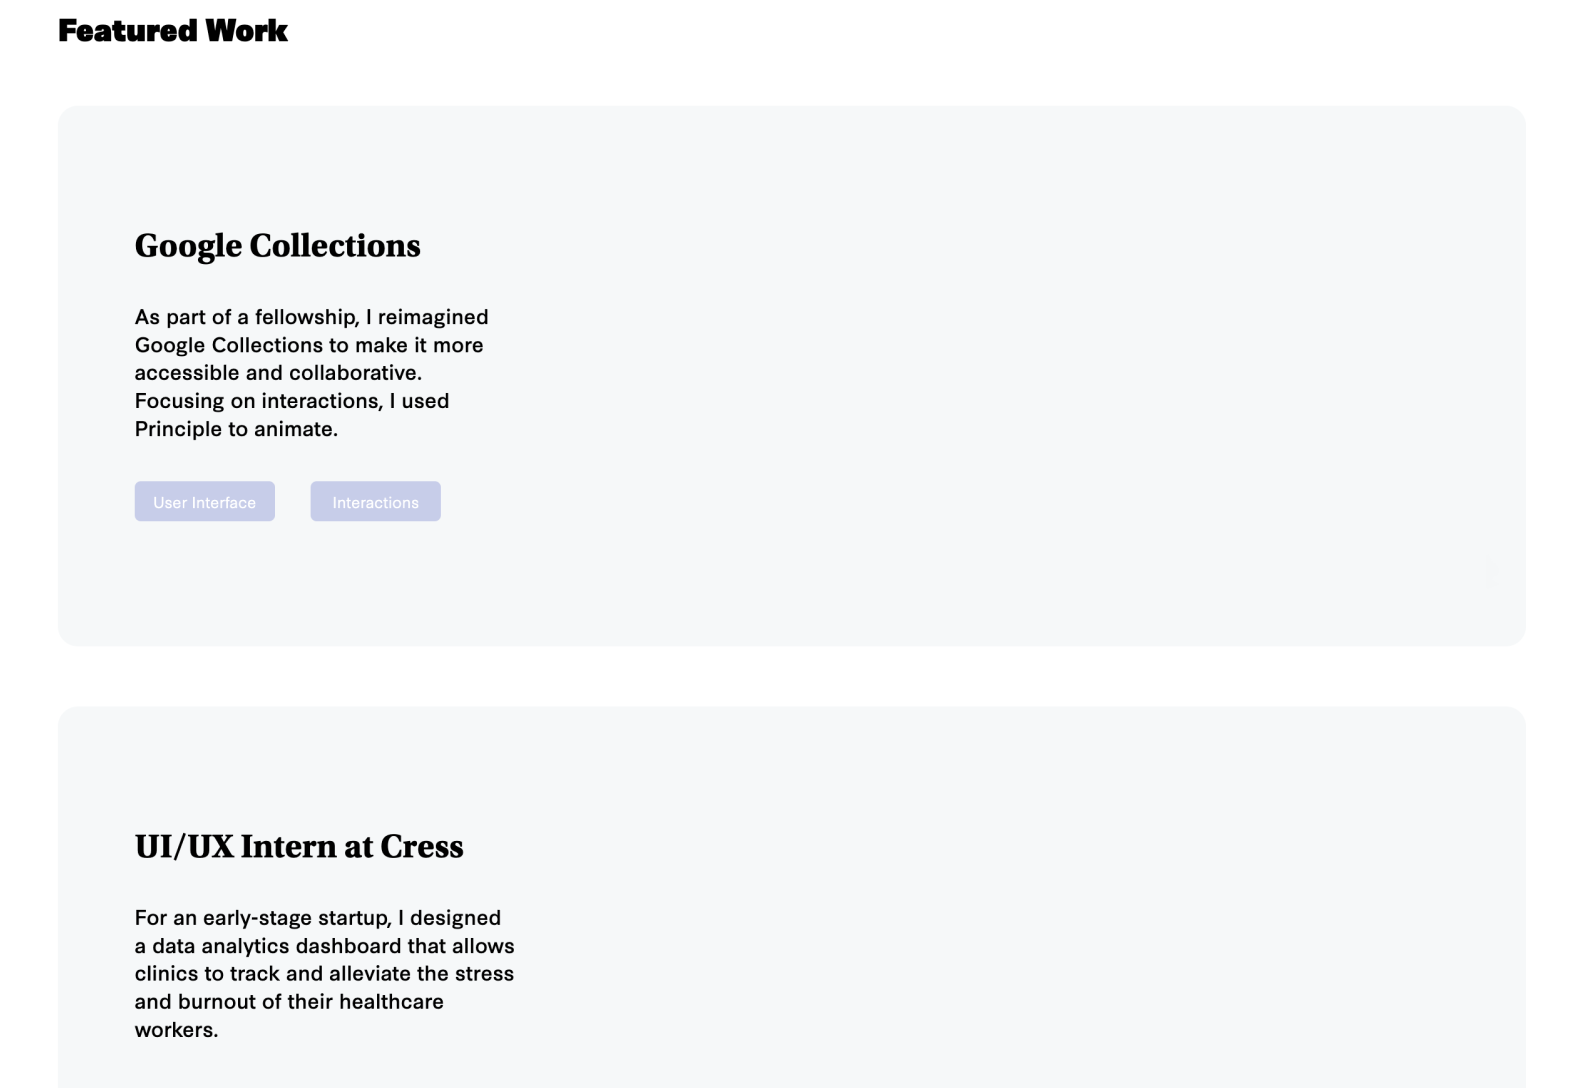 Featured Work
Google Collections
As part of a fellowship, I reimagined
Google Collections to make it more
accessible and collaborative.
Focusing on interactions, I used
Principle to animate.
User Interface
Interactions
UI/UX Intern at Cress
For an early-stage startup, I designed
a data analytics dashboard that allows
clinics to track and alleviate the stress
and burnout of their healthcare
workers.